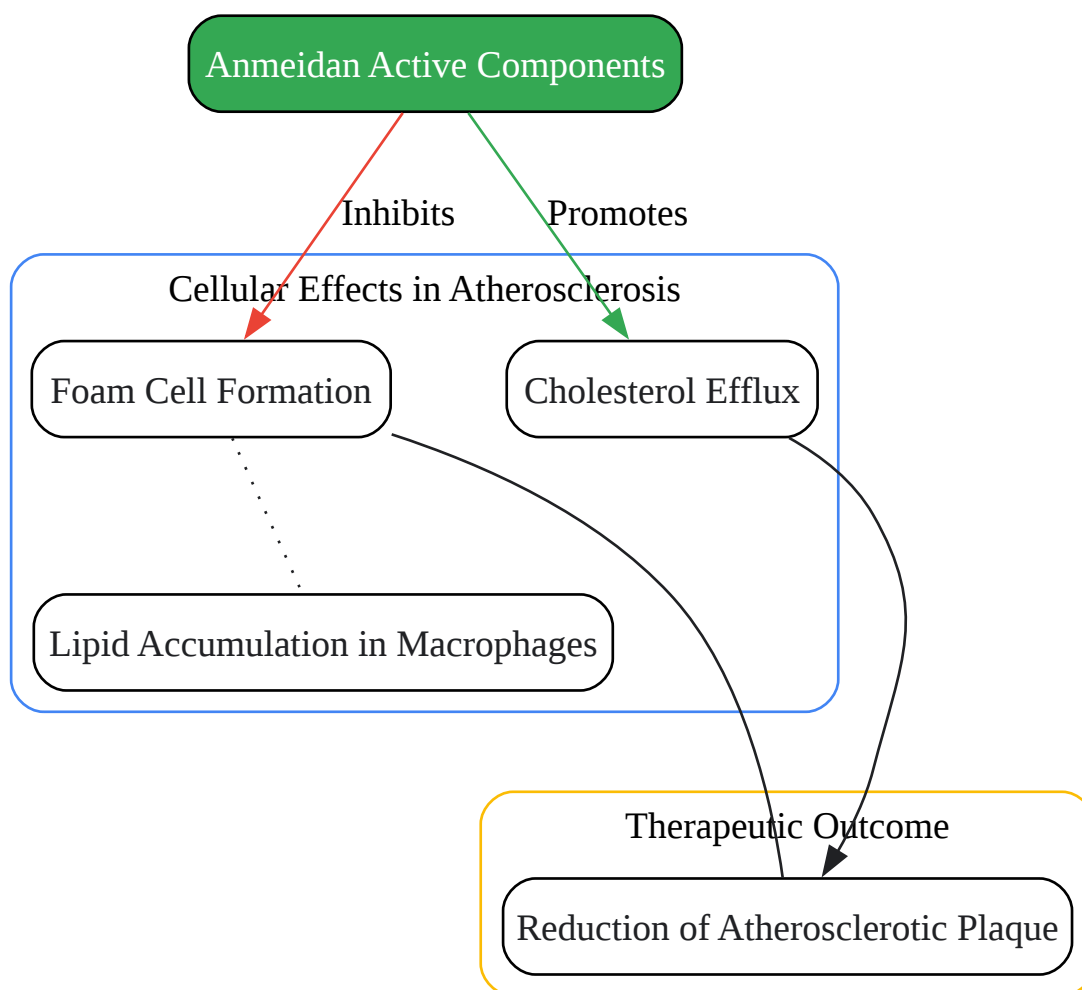 Anmeidan Active Components
Inhibits
Promotes
Cellular Effects in Atherosclerosis
Foam Cell Formation
Cholesterol Efflux
Lipid Accumulation in Macrophages
Therapeutic Outcome
Reduction of Atherosclerotic Plaque